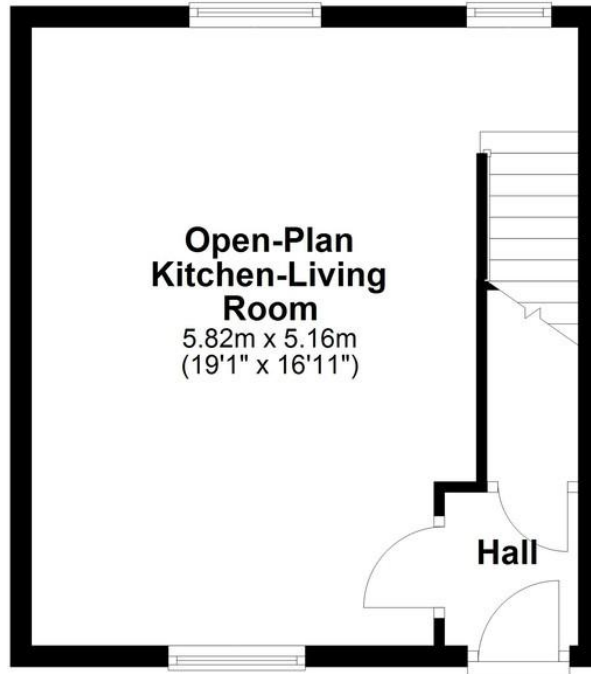 Open-Plan
Kitchen-Living
Room
5.82m x 5.16m
(19'1" x 16'11")
Hall